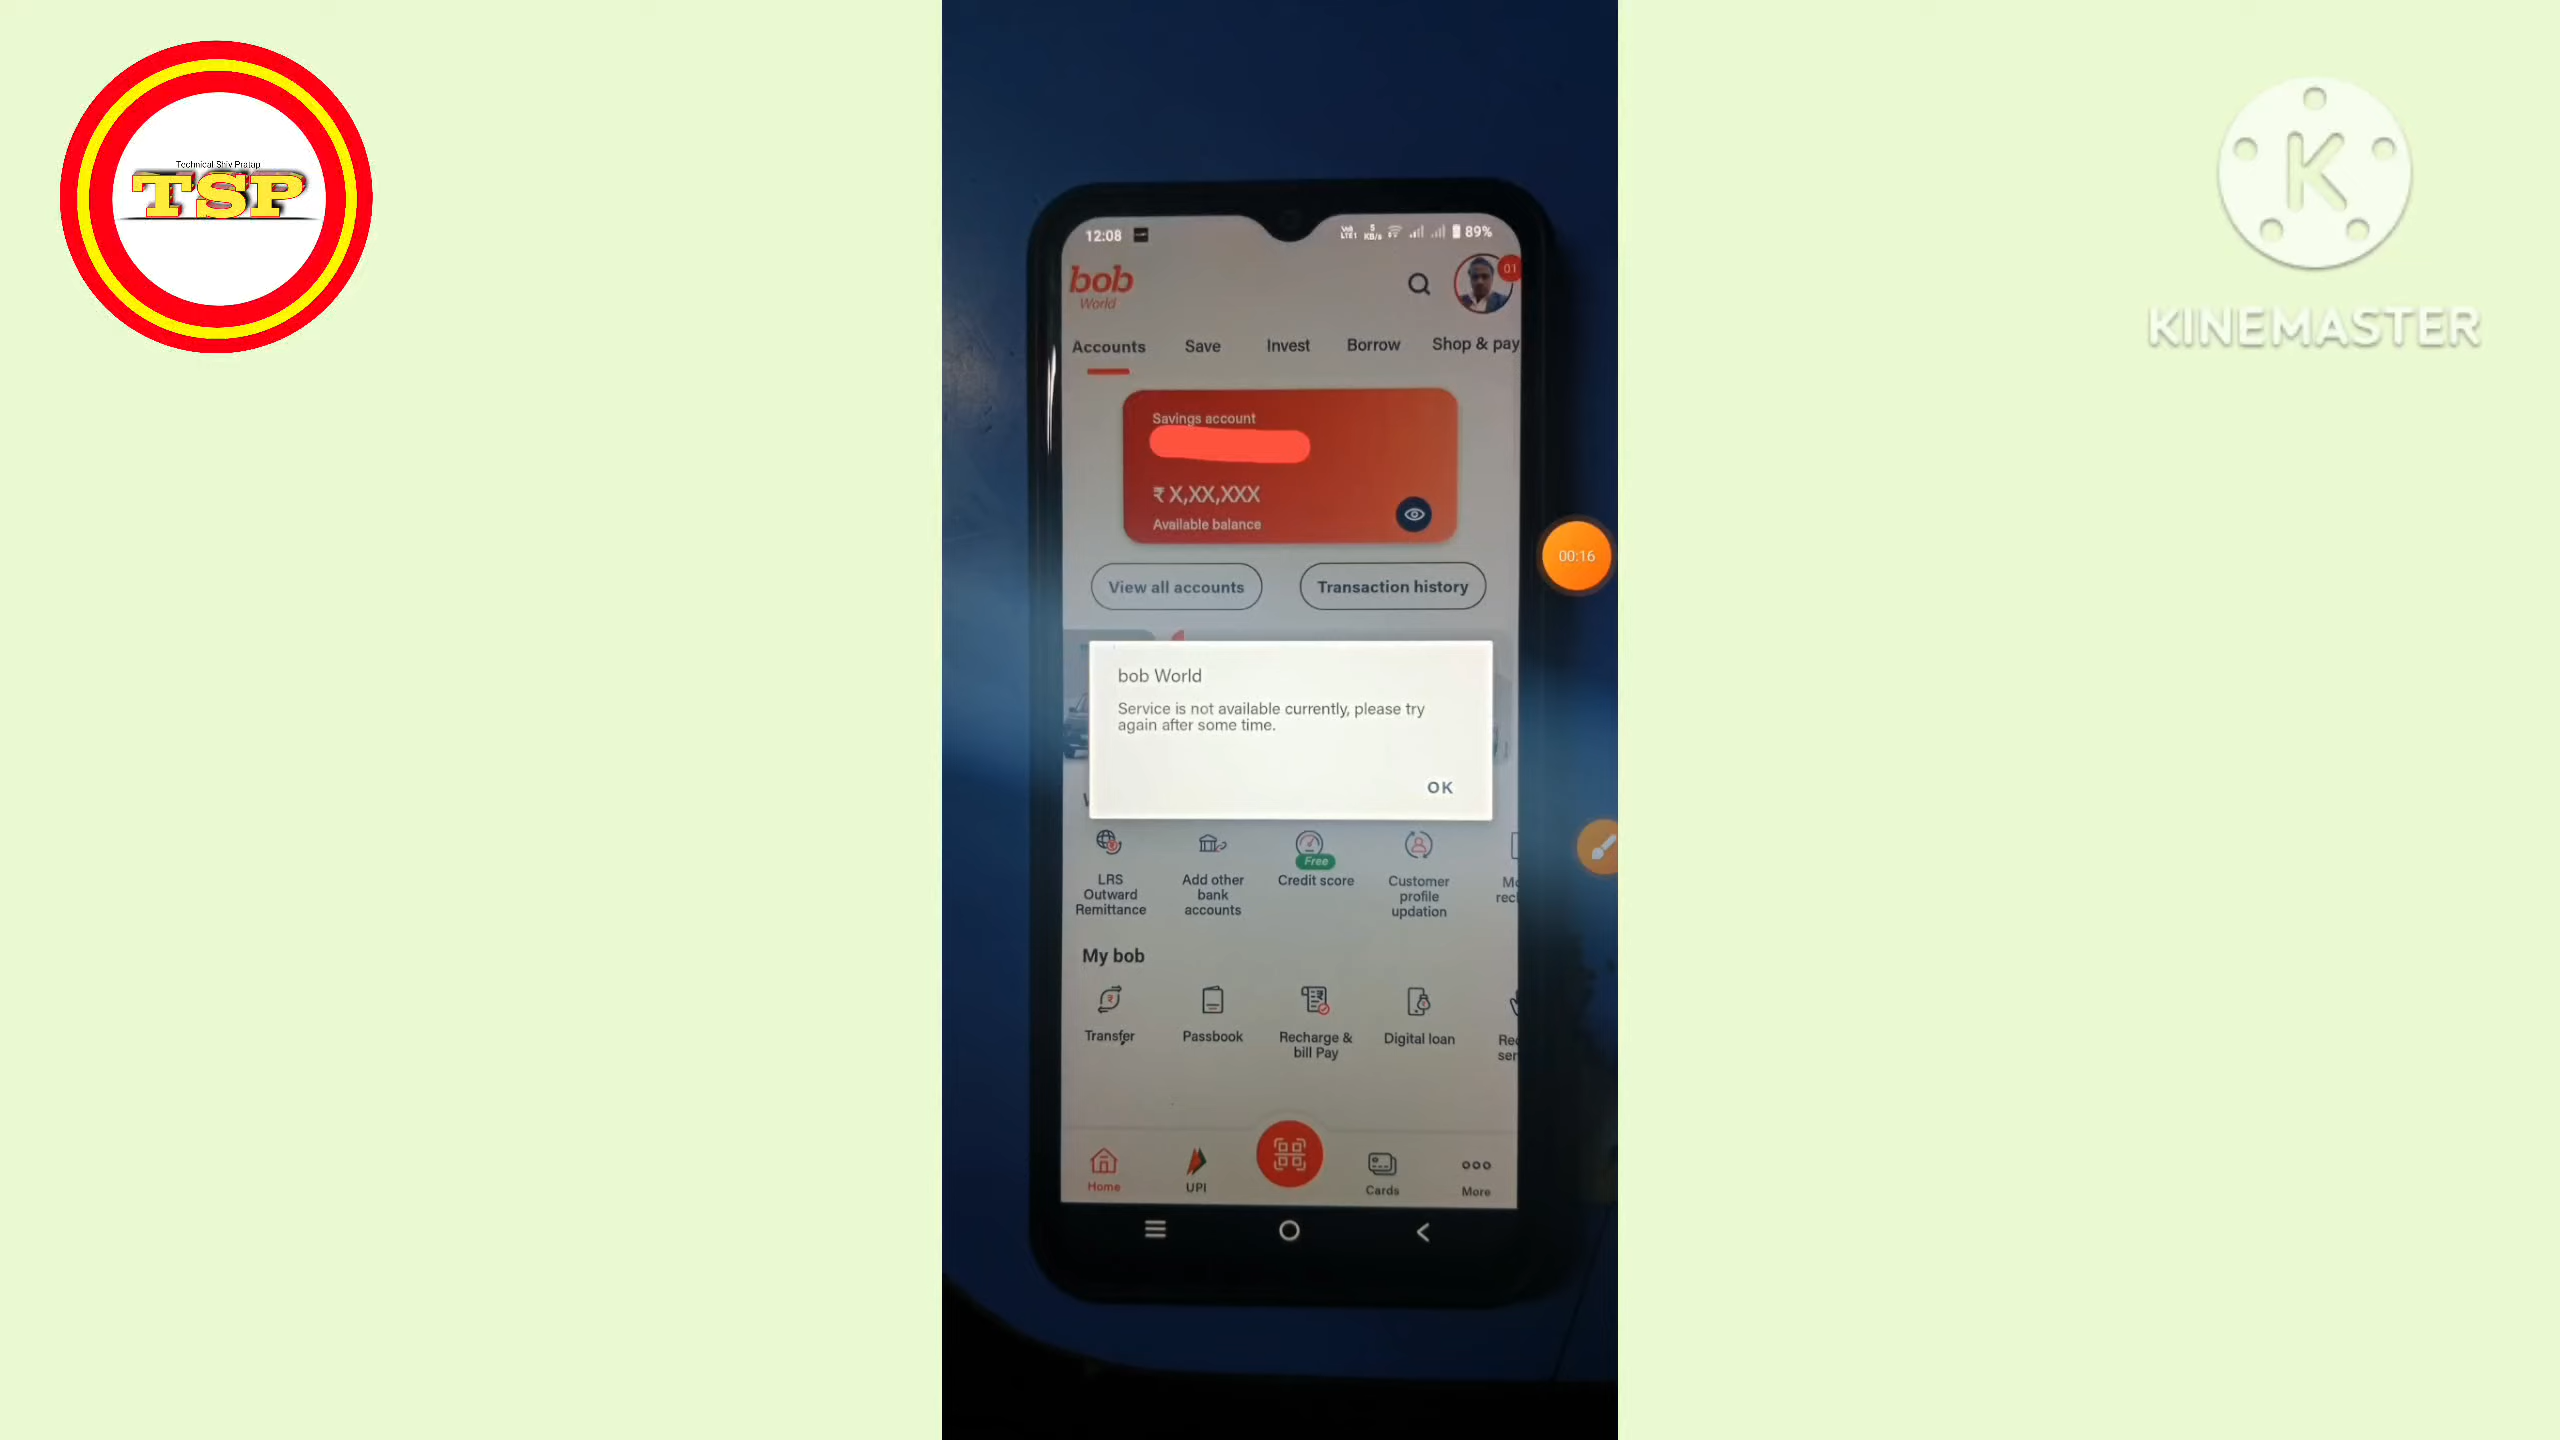 Technical Shiv Pratap
TSP
KINEMASTER
12:08
5
KB/s
89%
bob
World
01
Accounts Save Invest Borrow Shop & pay
Savings account
₹ X,XX,XXX
Available balance
View all accounts Transaction history
00:16
bob World
Service is not available currently, please try
again after some time.
OK
LRS
Outward
Remittance
Add other
bank
accounts
Free
Credit score
Customer
profile
updation
My bob
Transfer
Passbook
Recharge &
bill Pay
Digital loan
Home
UPI
Cards
More